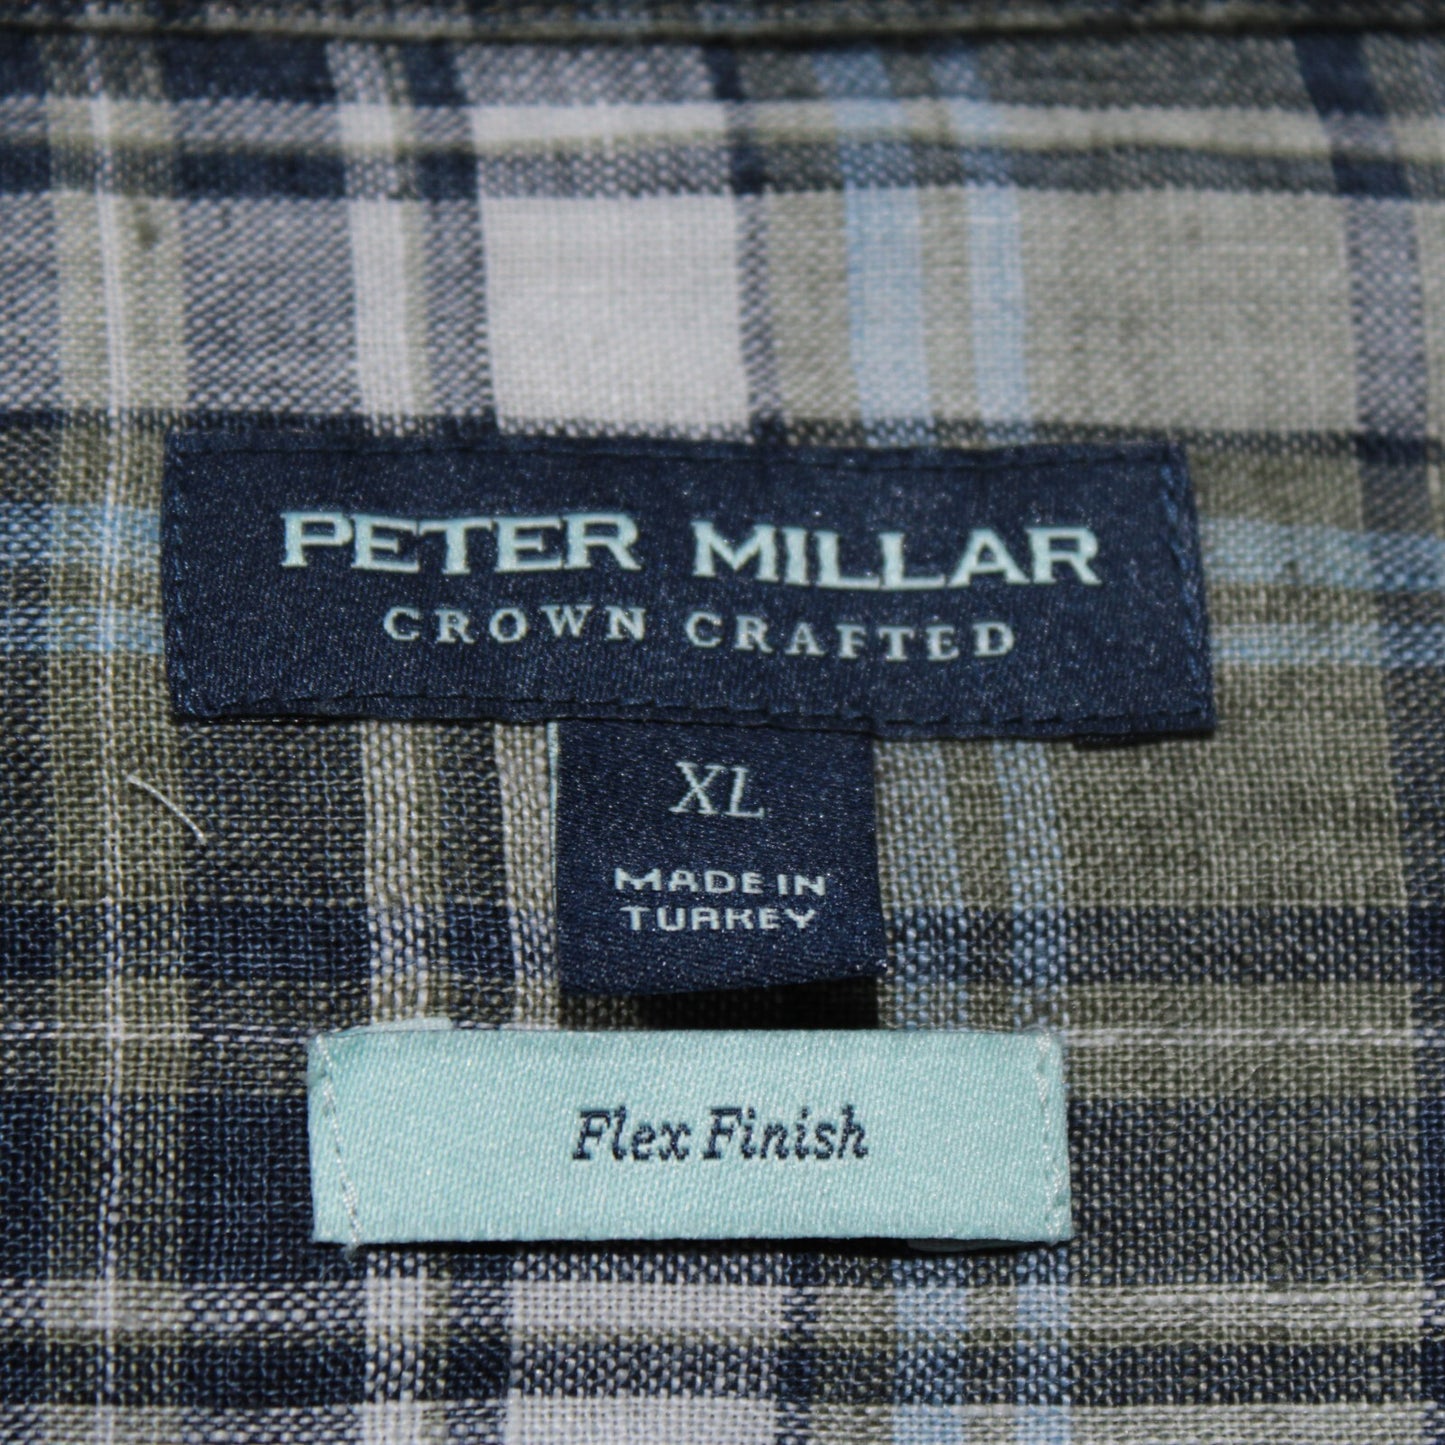 PETER MILLAR
CROWN CRAFTED
XL
MADE IN
TURKEY
Flex Finish